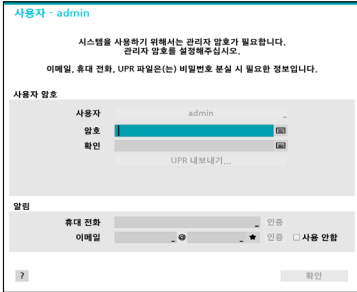 사용자 - admin
시스템을 사용하기 위해서는 관리자 암호가 필요합니다.
관리자 암호를 설정해주십시오.
이메일, 휴대 전화, UPR 파일은(는) 비밀번호 분실 시 필요한 정보입니다.
사용자 암호
사용자 admin
암호
확인
UPR 내보내기...
알림
휴대 전화 인증
이메일 @ 인증 사용 안함
? 확인